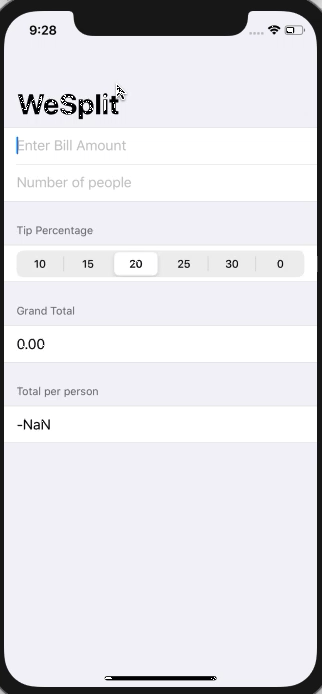 9:28
WeSplit
Enter Bill Amount
Number of people
Tip Percentage
10 15 20 25 30 0
Grand Total
0.00
Total per person
-NaN